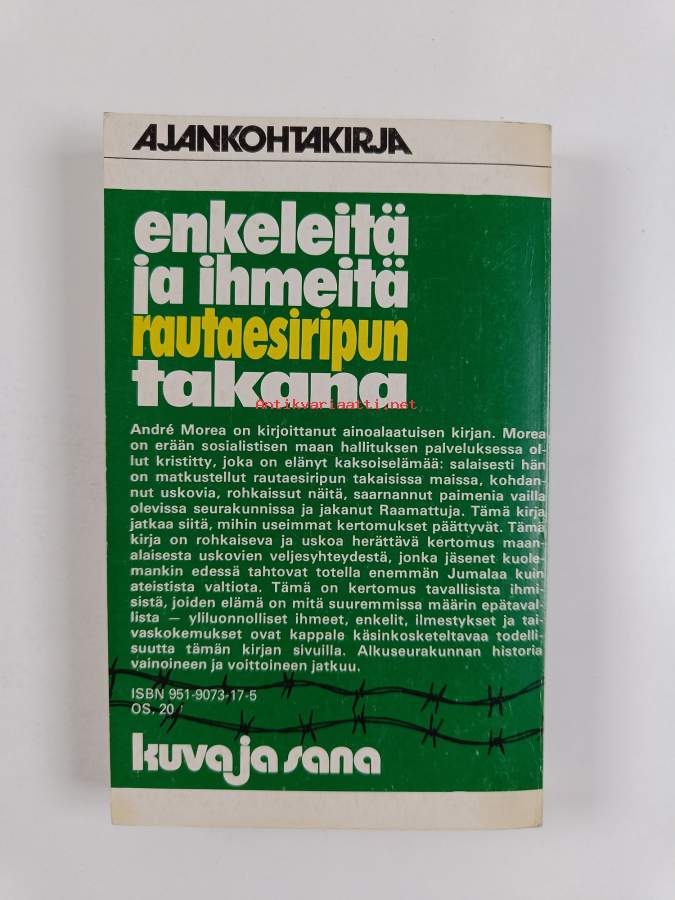 AJANKOHTAKIRJA
enkeleitä
ja ihmeitä
rautaesiripun
takana
Antikvariaatti.net
André Morea on kirjoittanut ainoalaatuisen kirjan. Morea
on erään sosialistisen maan hallituksen palveluksessa ol-
lut kristitty, joka on elänyt kaksoiselämää: salaisesti hän
on matkustellut rautaesiripun takaisissa maissa, kohdan-
nut uskovia, rohkaissut näitä, saarnannut paimenia vailla
olevissa seurakunnissa ja jakanut Raamattuja. Tämä kirja
jatkaa siitä, mihin useimmat kertomukset päättyvät. Tämä
kirja on rohkaiseva ja uskoa herättävä kertomus maan-
alaisesta uskovien veljesyhteydestä, jonka jäsenet kuole-
mankin edessä tahtovat totella enemmän Jumalaa kuin
ateistista valtiota. Tämä on kertomus tavallisista ihmi-
sistä, joiden elämä on mitä suuremmissa määrin epätaval-
lista — yliluonnolliset ihmeet, enkelit, ilmestykset ja tai-
vaskokemukset ovat kappale käsinkosketeltavaa todelli-
suutta tämän kirjan sivuilla. Alkuseurakunnan historia
vainoineen ja voittoineen jatkuu.
ISBN 951-9073-17-5
OS. 20
kuva ja sana